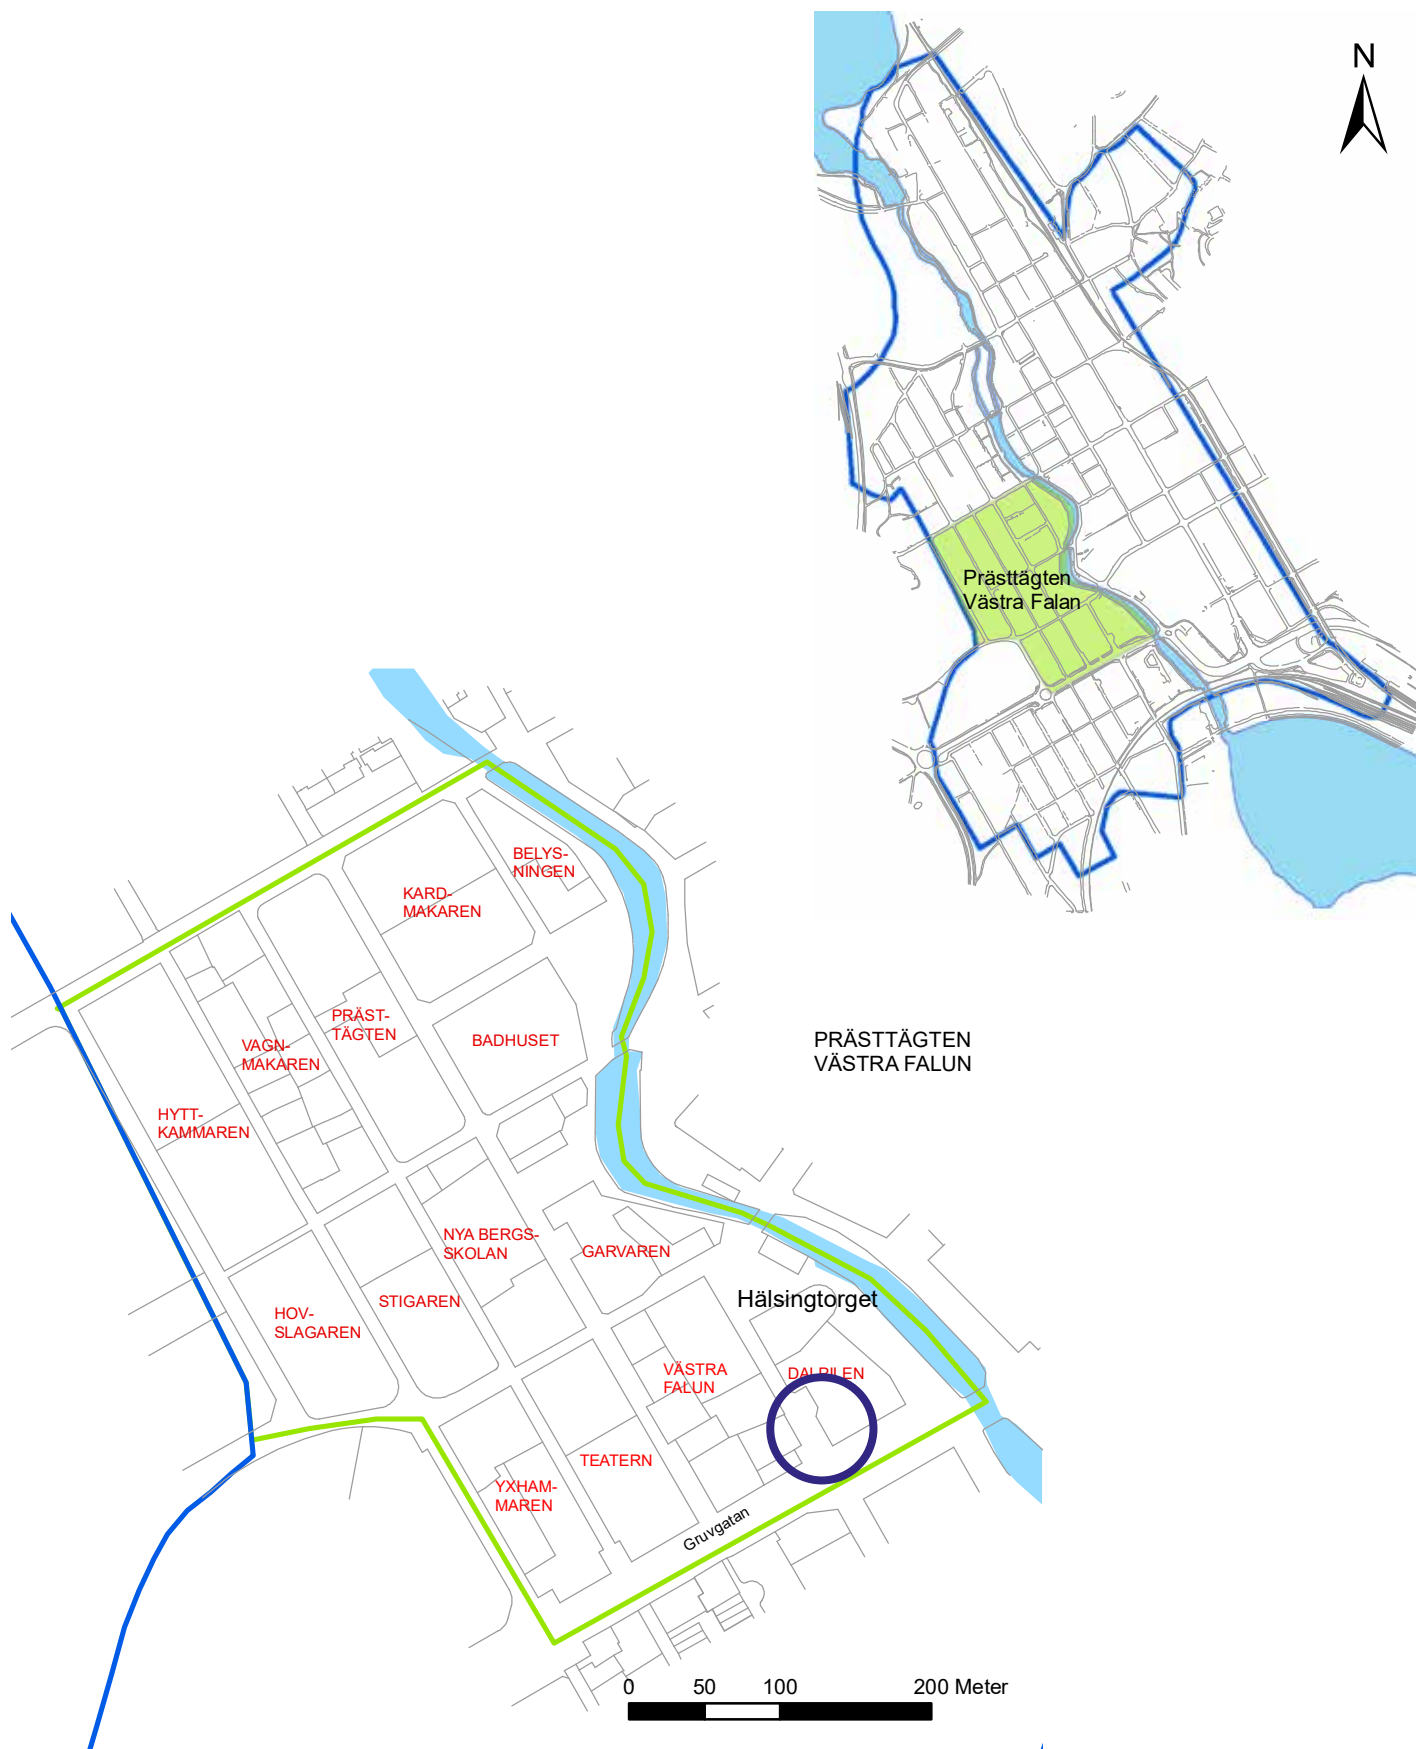 N
Prästtägten
Västra Falan
BELYS-
NINGEN
KARD-
MAKAREN
PRÄST-
TÄGTEN
VAGN-
MAKAREN
BADHUSET
PRÄSTTÄGTEN
VÄSTRA FALUN
HYTT-
KAMMAREN
NYA BERGS-
SKOLAN
GARVAREN
STIGAREN
HOV-
SLAGAREN
Hälsingtorget
VÄSTRA
FALUN
DALPILEN
TEATERN
YXHAM-
MAREN
Gruvgatan
0 50 100 200 Meter